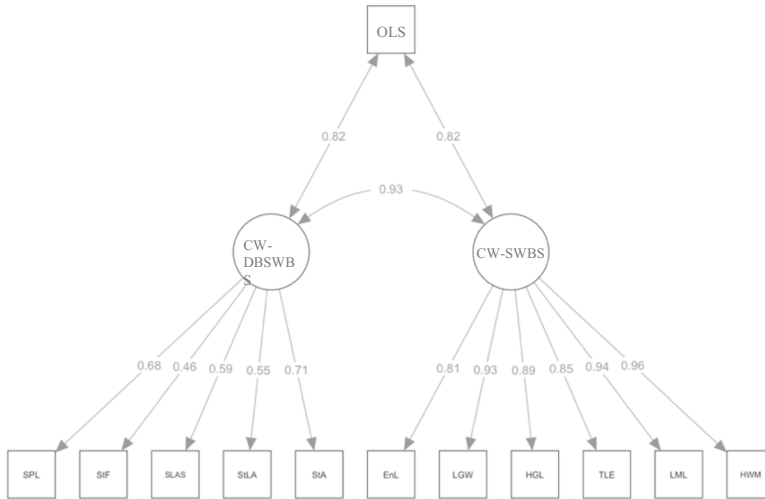 OLS
0.82 0.82
0.93
CW-
DBSWB
S
CW-SWBS
0.68 0.46 0.59 0.55 0.71 0.81 0.93 0.89 0.85 0.94 0.96
SPL StF SLAS StLA StA EnL LGW HGL TLE LML HWM